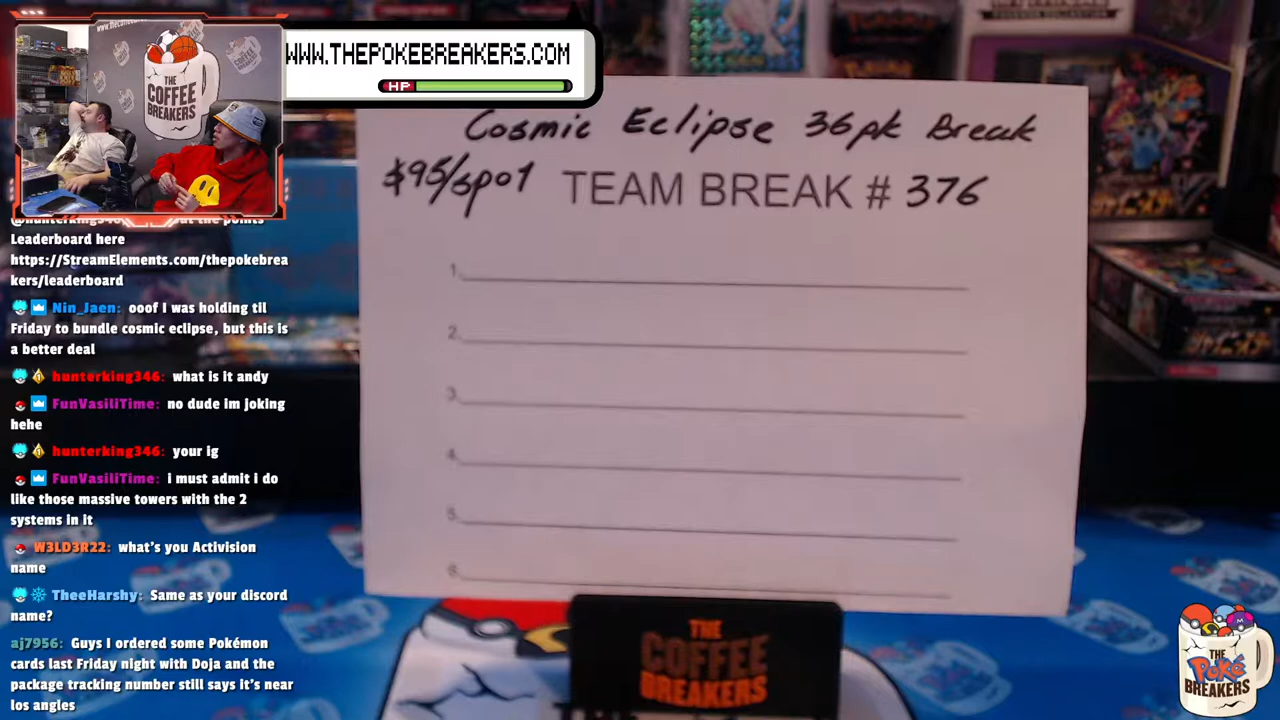 WWW.THEPOKEBREAKERS.COM
HP
THE
COFFEE
BREAKERS
Cosmic Eclipse 36pk Break
$95/spot TEAM BREAK # 376
1.
2.
3.
4.
5.
6.
the points
Leaderboard here
https://StreamElements.com/thepokebrea
kers/leaderboard
Nin_Jaen: ooof I was holding til
Friday to bundle cosmic eclipse, but this is
a better deal
hunterking346: what is it andy
FunVasiliTime: no dude im joking
hehe
hunterking346: your ig
FunVasiliTime: I must admit i do
like those massive towers with the 2
systems in it
W3LD3R22: what's you Activision
name
TheeHarshy: Same as your discord
name?
aj7956: Guys I ordered some Pokémon
cards last Friday night with Doja and the
package tracking number still says it's near
los angles
THE
COFFEE
BREAKERS
THE
Poké
BREAKERS